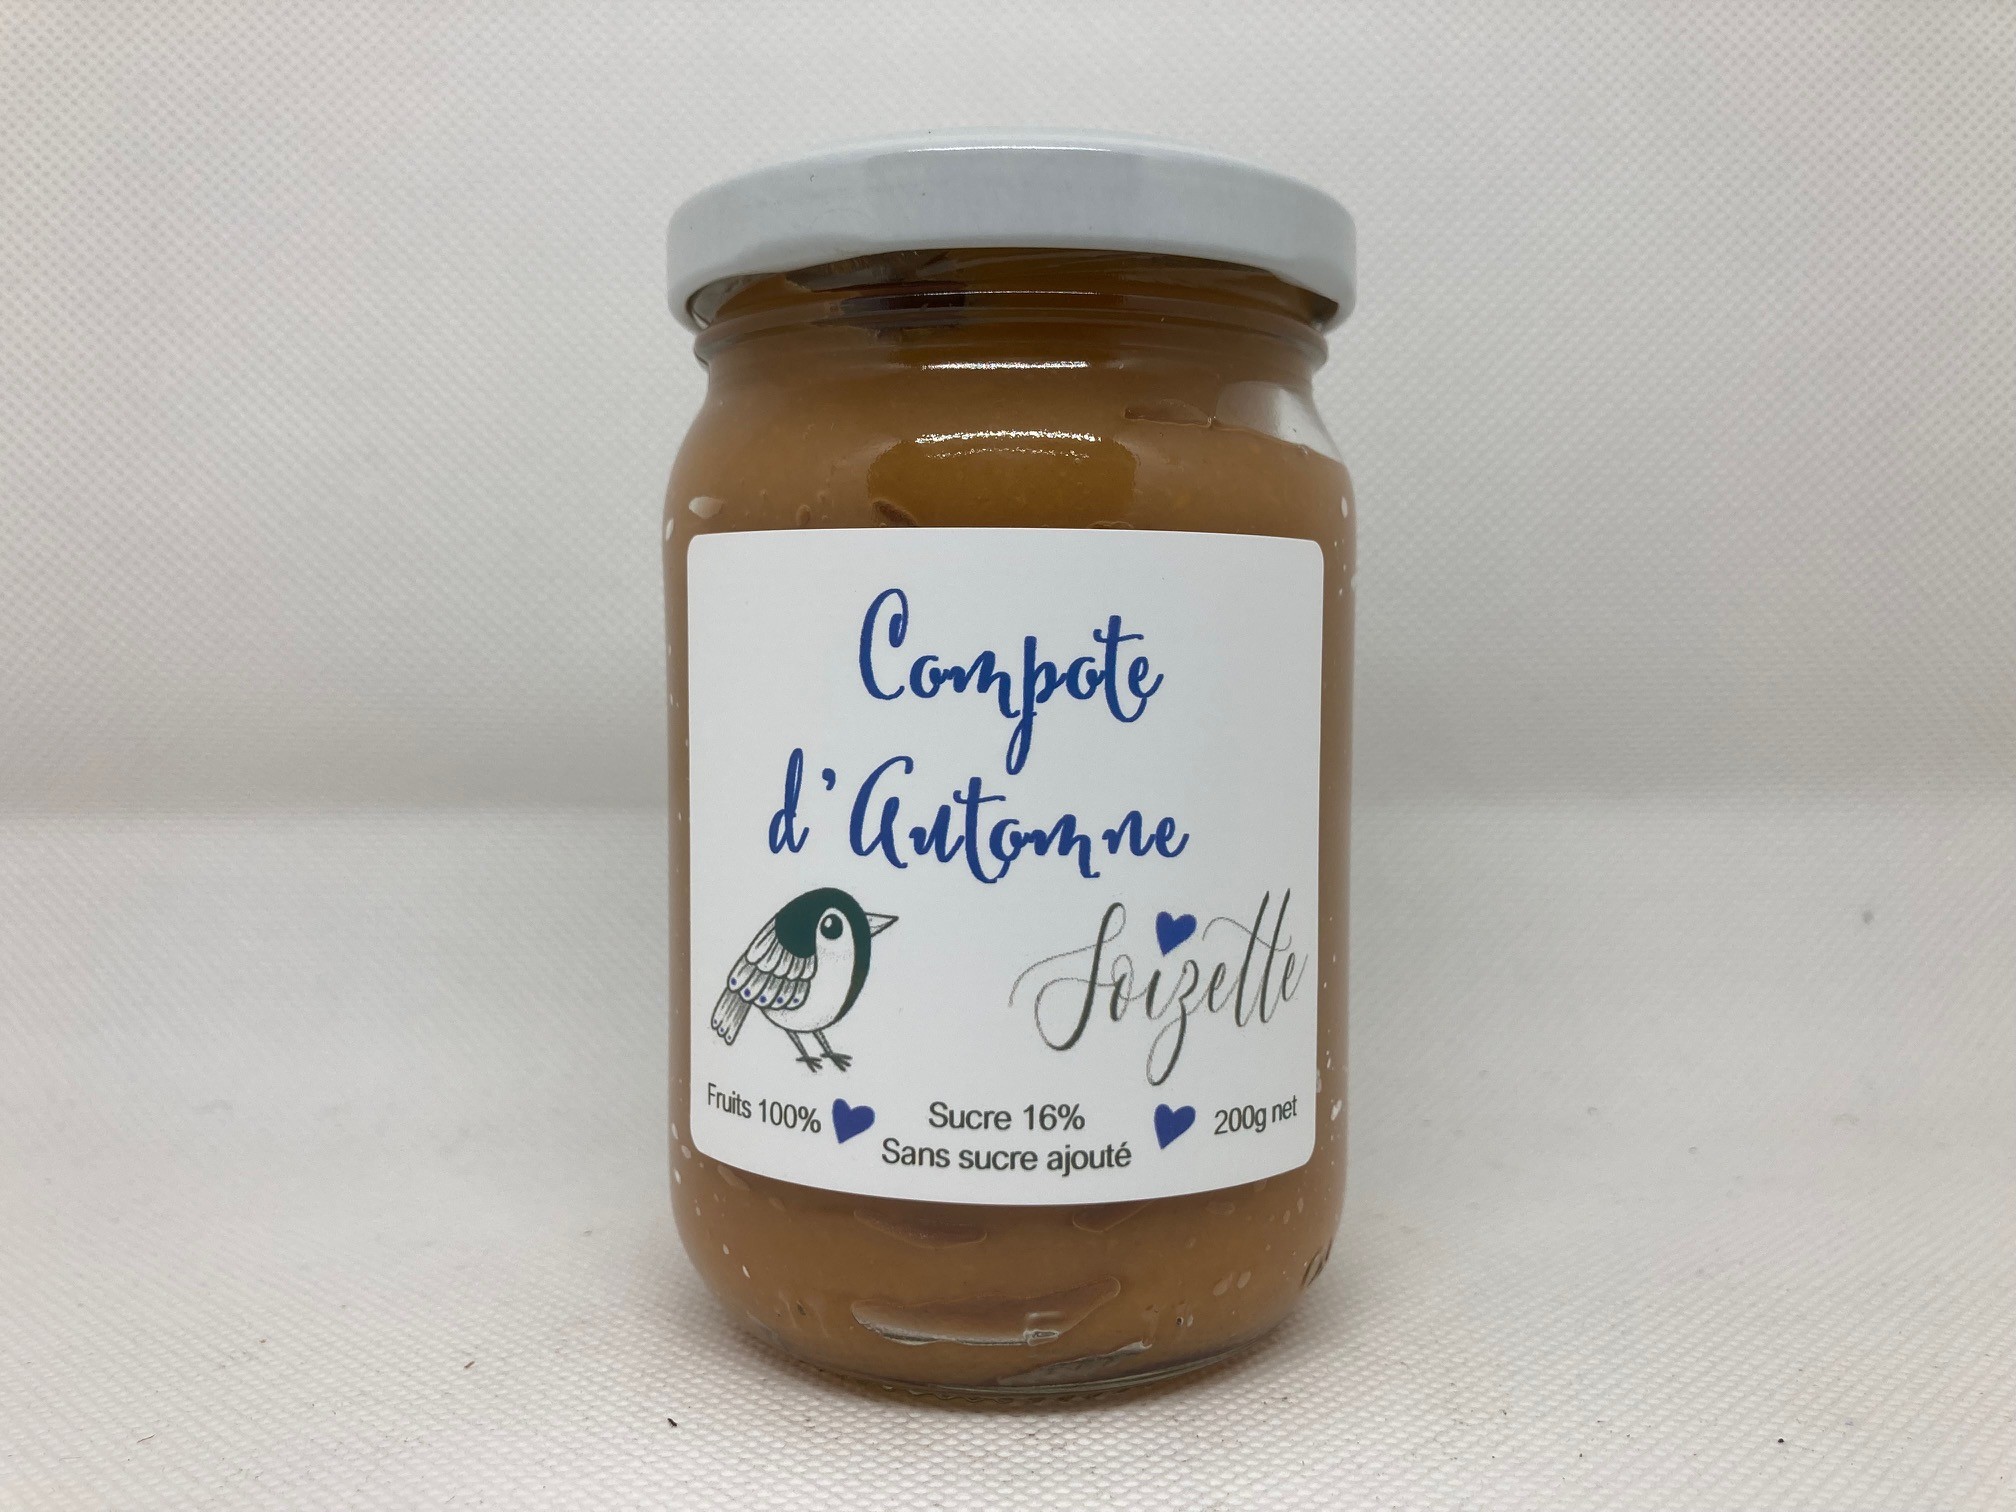 Compote
d'Automne
Soizette
Fruits 100%
Sucre 16%
200g net
Sans sucre ajouté